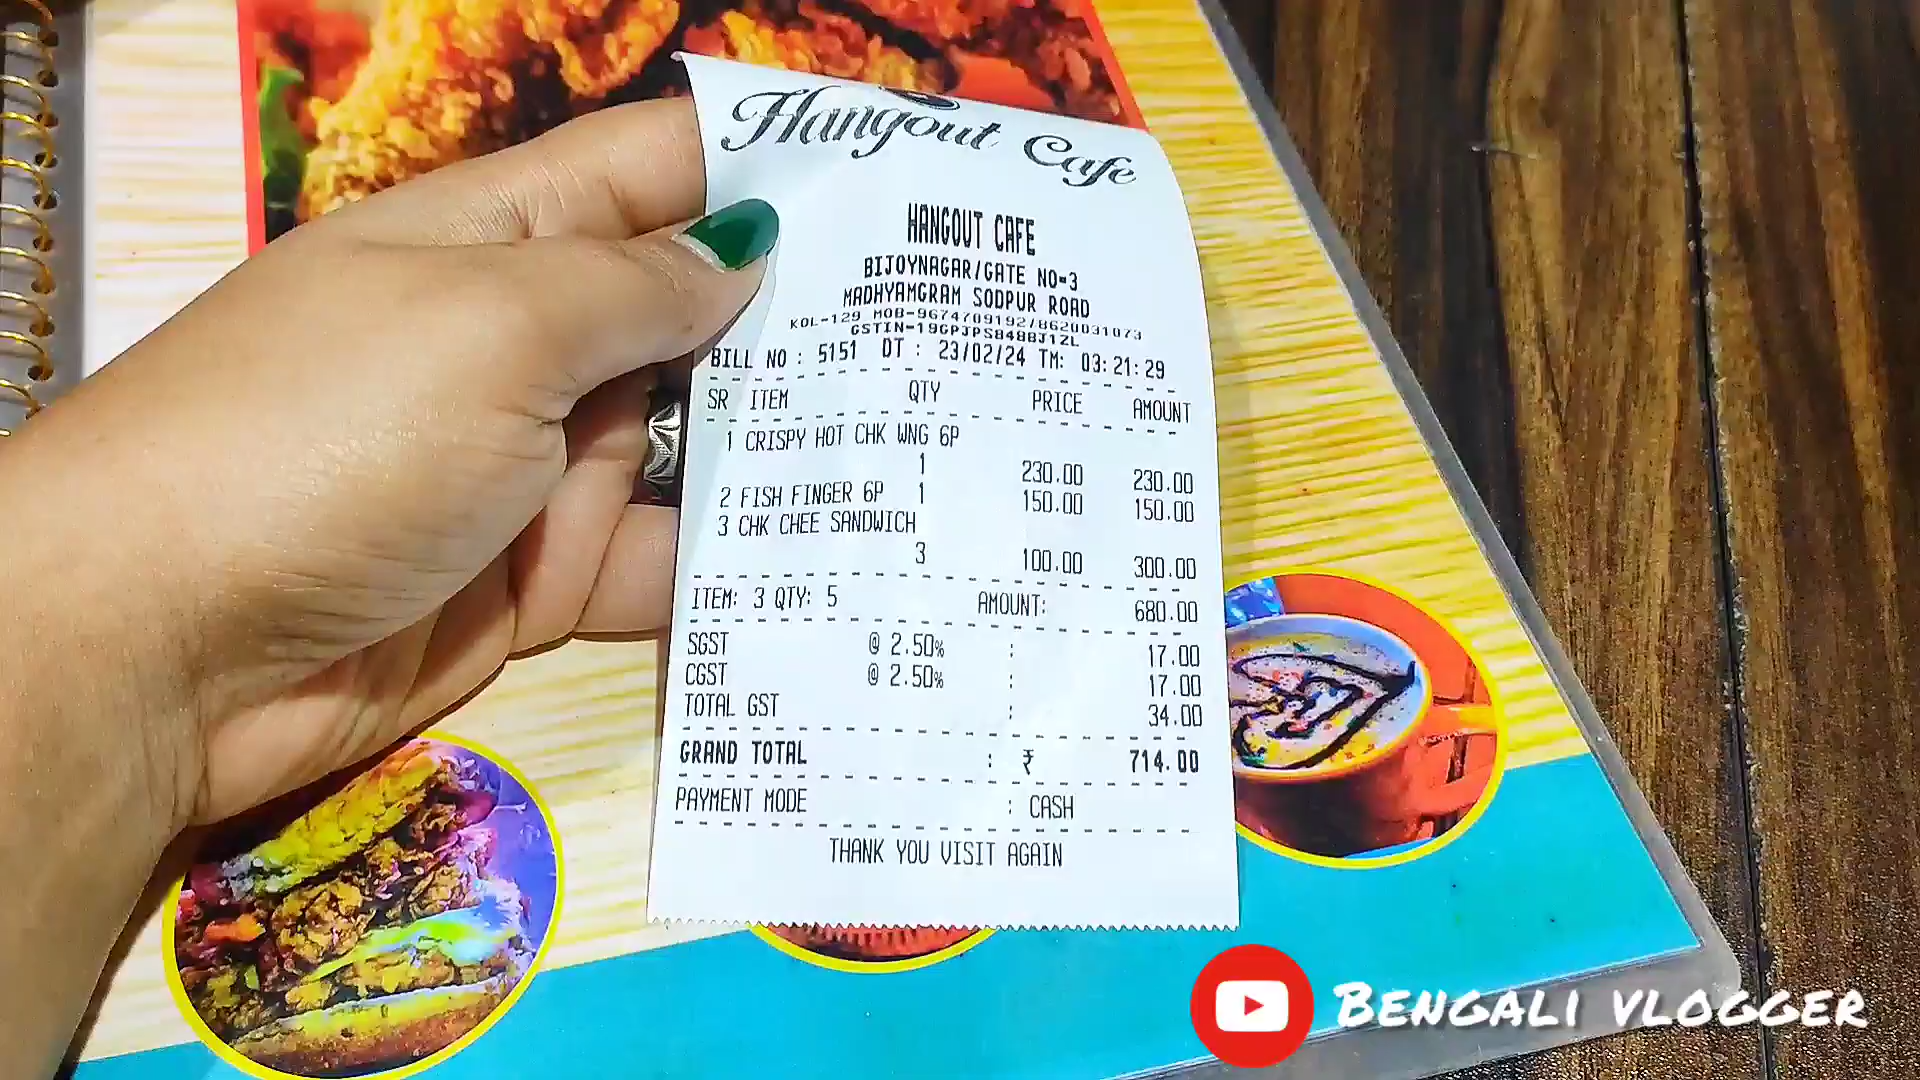 Hangout Cafe
HANGOUT CAFE
BIJOYNAGAR/GATE NO-3
MADHYAMGRAM SODPUR ROAD
KOL-129 MOB-9674709192/8620031073
GSTIN-19GPJPS8488J1ZL
BILL NO : 5151 DT : 23/02/24 TM: 03:21:29
SR ITEM QTY PRICE AMOUNT
1 CRISPY HOT CHK WNG 6P
1 230.00 230.00
2 FISH FINGER 6P 1 150.00 150.00
3 CHK CHEE SANDWICH
3 100.00 300.00
ITEM: 3 QTY: 5 AMOUNT: 680.00
SGST @ 2.50% : 17.00
CGST @ 2.50% : 17.00
TOTAL GST : 34.00
GRAND TOTAL : ₹ 714.00
PAYMENT MODE : CASH
THANK YOU VISIT AGAIN
BENGALI VLOGGER